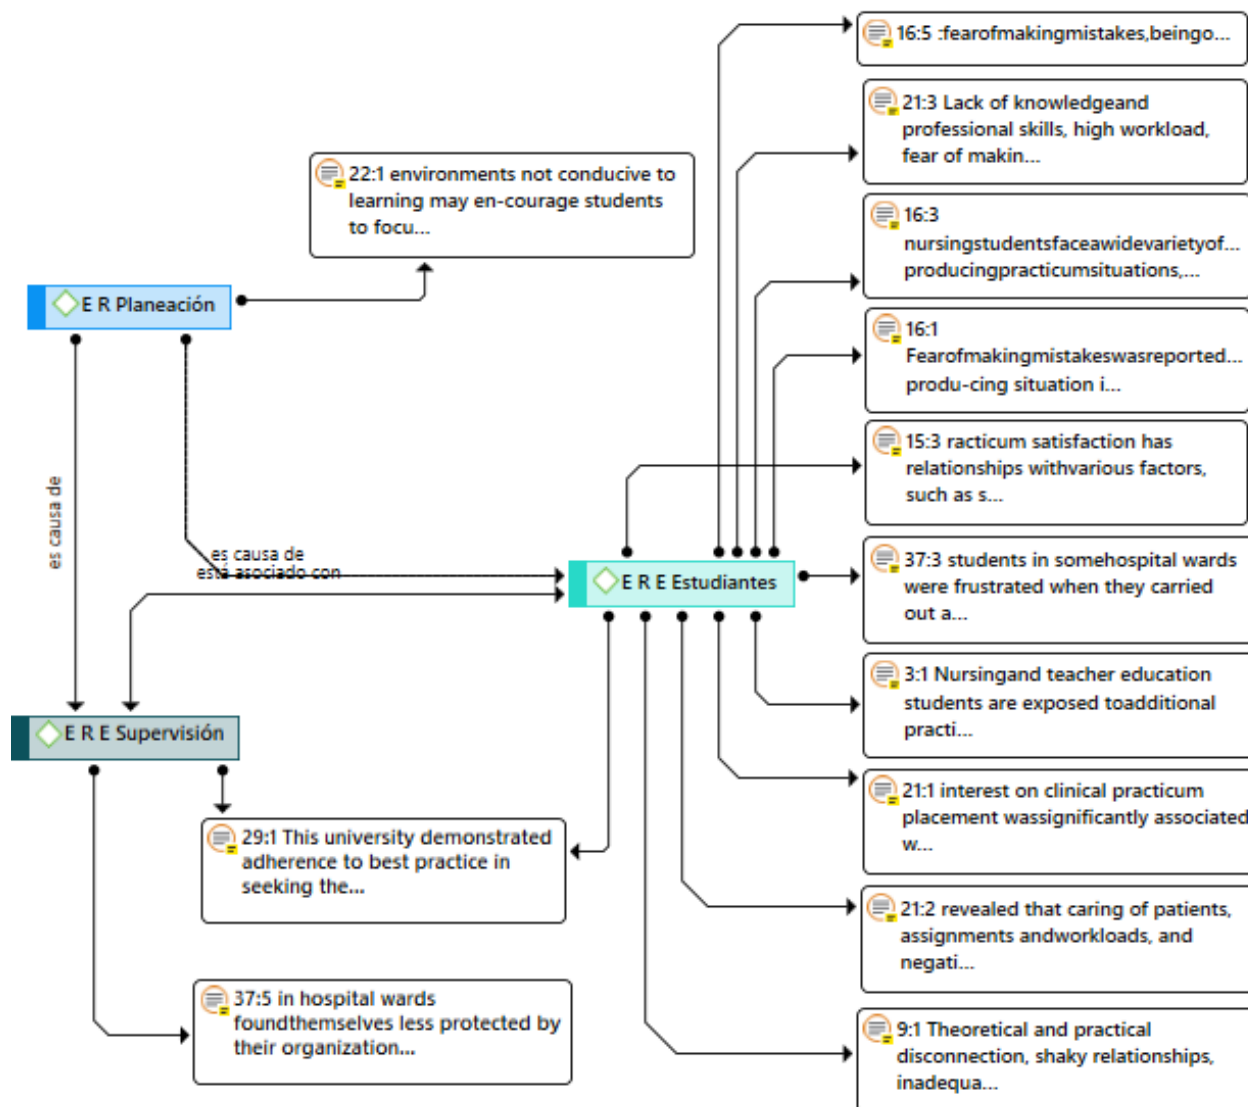 16:5 :fearofmakingmistakes,beingo...
21:3 Lack of knowledgeand
professional skills, high workload,
fear of makin...
22:1 environments not conducive to
learning may en-courage students
to focu...
16:3
nursingstudentsfaceawidevarietyof...
producingpracticumsituations,...
E R Planeación
16:1
Fearofmakingmistakeswasreported...
produ-cing situation i...
15:3 racticum satisfaction has
relationships withvarious factors,
such as s...
es causa de
es causa de
está asociado con
E R E Estudiantes
37:3 students in somehospital wards
were frustrated when they carried
out a...
3:1 Nursingand teacher education
students are exposed toadditional
practi...
E R E Supervisión
21:1 interest on clinical practicum
placement wassignificantly associated
w...
29:1 This university demonstrated
adherence to best practice in
seeking the...
21:2 revealed that caring of patients,
assignments andworkloads, and
negati...
37:5 in hospital wards
foundthemselves less protected by
their organization...
9:1 Theoretical and practical
disconnection, shaky relationships,
inadequa...